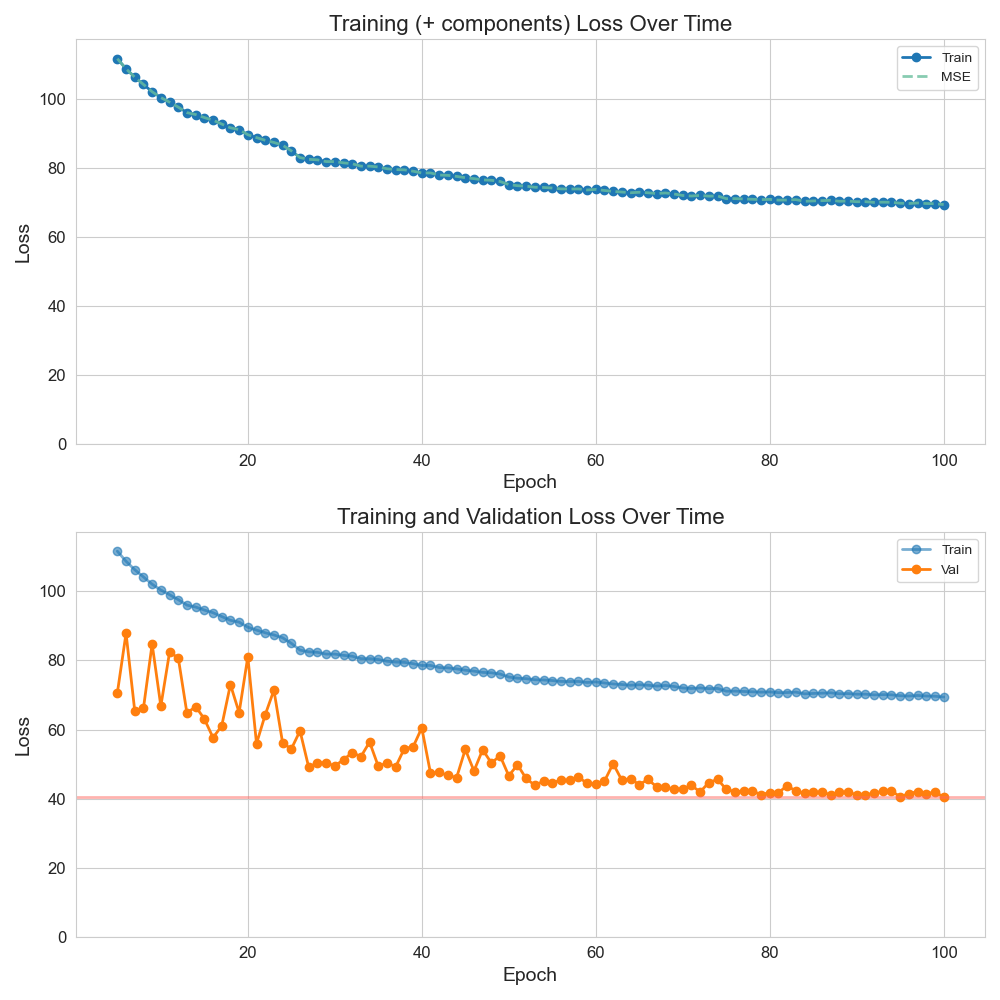 Training (+ components) Loss Over Time
Train
MSE
100
80
60
40
20
0
Loss
20 40 60 80 100
Epoch
Training and Validation Loss Over Time
Train
Val
100
80
60
40
20
0
Loss
20 40 60 80 100
Epoch